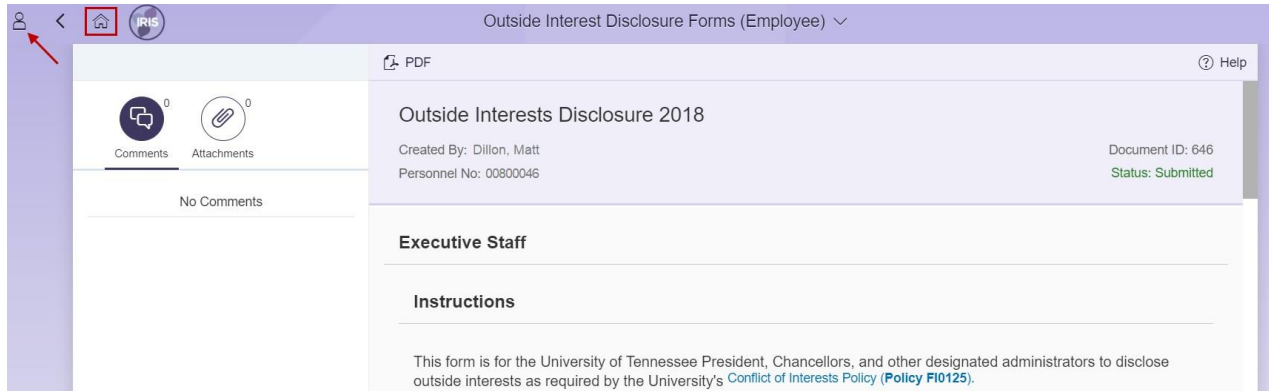 IRIS
Outside Interest Disclosure Forms (Employee)
PDF
Help
0
0
Comments
Attachments
No Comments
Outside Interests Disclosure 2018
Created By: Dillon, Matt
Document ID: 646
Personnel No: 00800046
Status: Submitted
Executive Staff
Instructions
This form is for the University of Tennessee President, Chancellors, and other designated administrators to disclose
outside interests as required by the University's Conflict of Interests Policy (Policy FI0125).